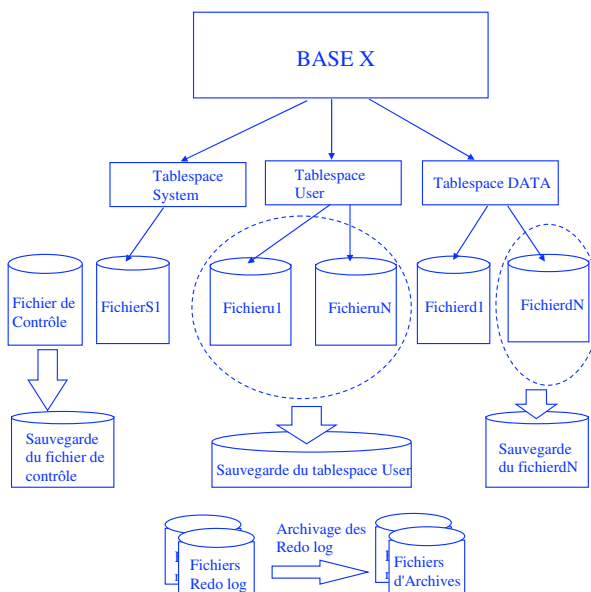 BASE X
Tablespace
System
Tablespace
User
Tablespace DATA
Fichier de
Contrôle
FichierS1
Fichieru1
FichieruN
Fichierd1
FichierdN
Sauvegarde
du fichier de
contrôle
Sauvegarde du tablespace User
Sauvegarde
du fichierdN
Fichiers
Redo log
Archivage des
Redo log
Fichiers
d'Archives